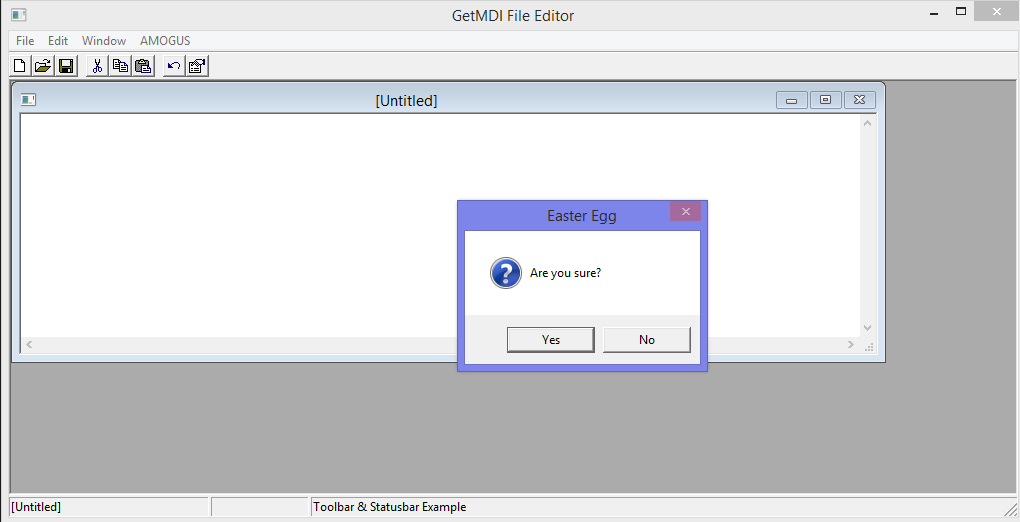 GetMDI File Editor
File Edit Window AMOGUS
[Untitled]
Easter Egg
Are you sure?
Yes No
[Untitled] Toolbar & Statusbar Example